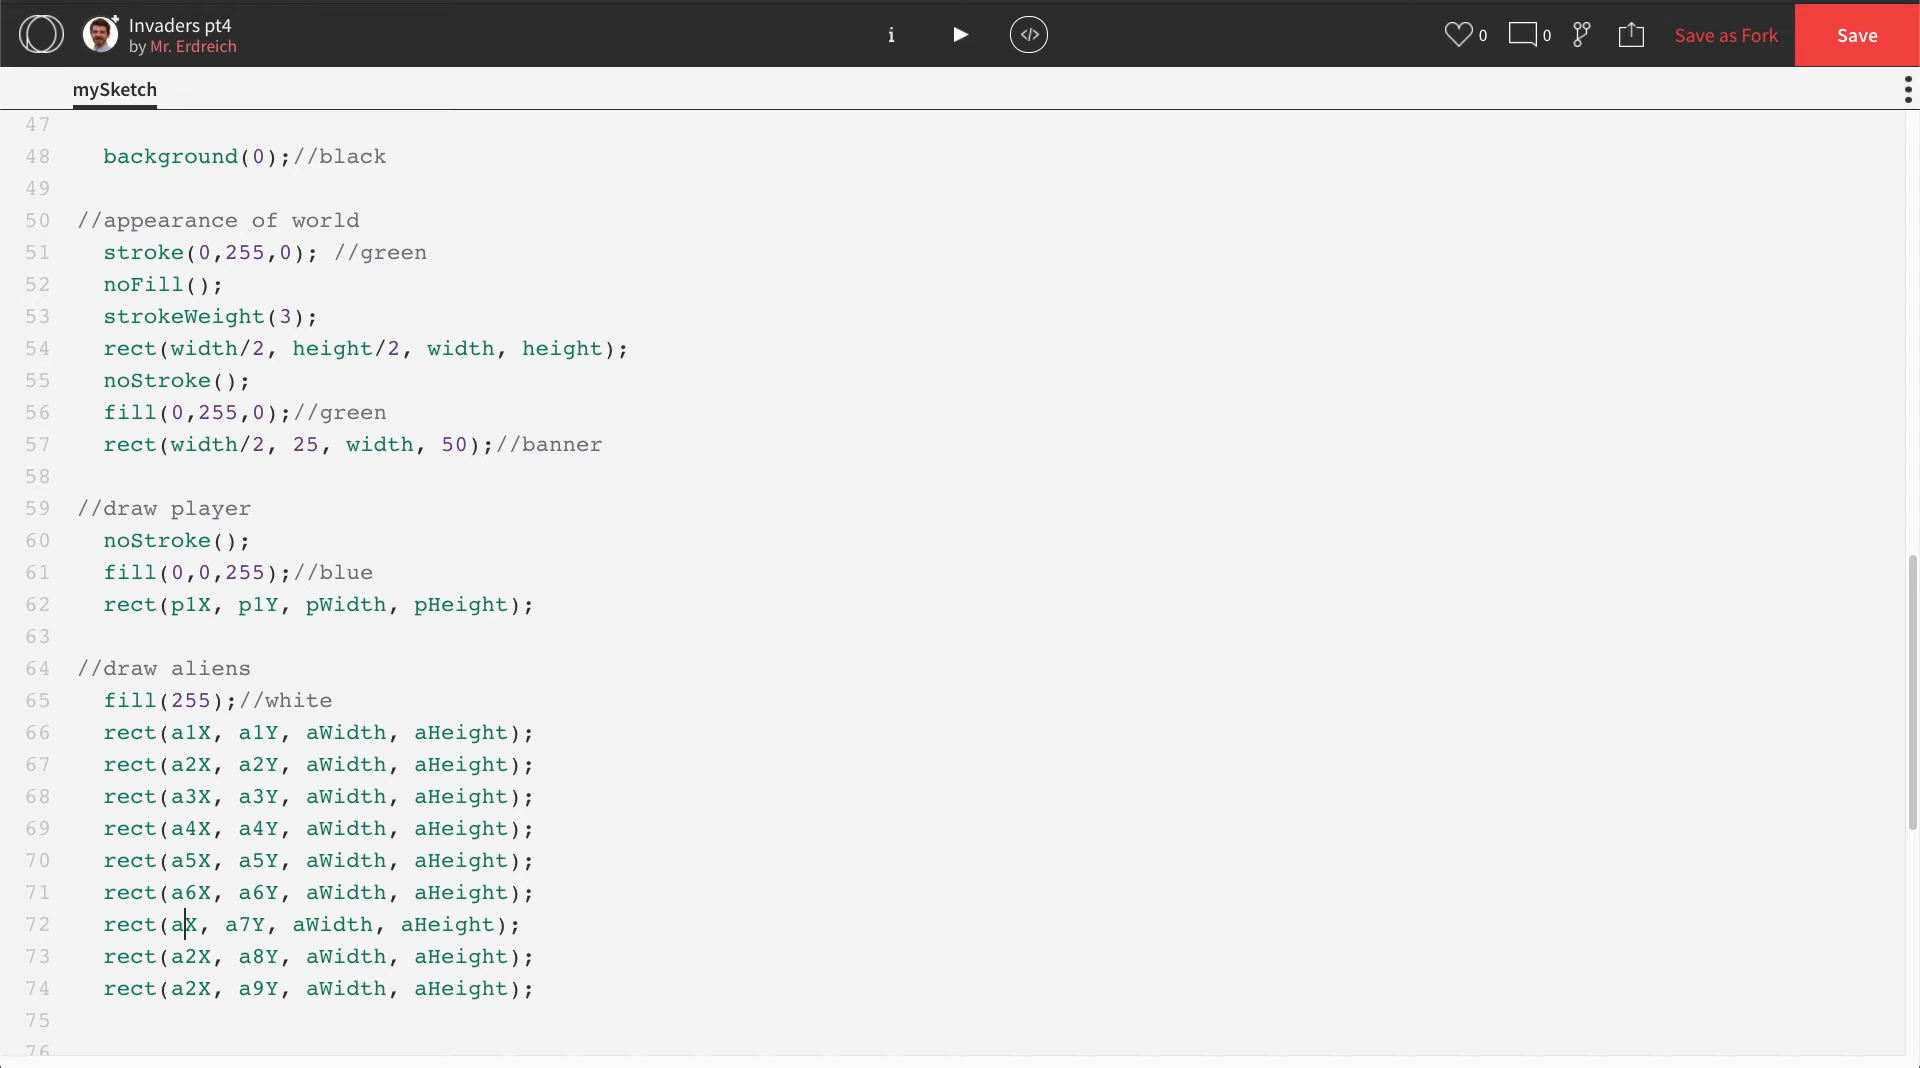 Invaders pt4
by Mr. Erdreich
i
</>
0
0
Save as Fork
Save
mySketch
47
48 background(0);//black
49
50 //appearance of world
51 stroke(0,255,0); //green
52 noFill();
53 strokeWeight(3);
54 rect(width/2, height/2, width, height);
55 noStroke();
56 fill(0,255,0);//green
57 rect(width/2, 25, width, 50);//banner
58
59 //draw player
60 noStroke();
61 fill(0,0,255);//blue
62 rect(p1X, p1Y, pWidth, pHeight);
63
64 //draw aliens
65 fill(255);//white
66 rect(a1X, a1Y, aWidth, aHeight);
67 rect(a2X, a2Y, aWidth, aHeight);
68 rect(a3X, a3Y, aWidth, aHeight);
69 rect(a4X, a4Y, aWidth, aHeight);
70 rect(a5X, a5Y, aWidth, aHeight);
71 rect(a6X, a6Y, aWidth, aHeight);
72 rect(aX, a7Y, aWidth, aHeight);
73 rect(a2X, a8Y, aWidth, aHeight);
74 rect(a2X, a9Y, aWidth, aHeight);
75
76